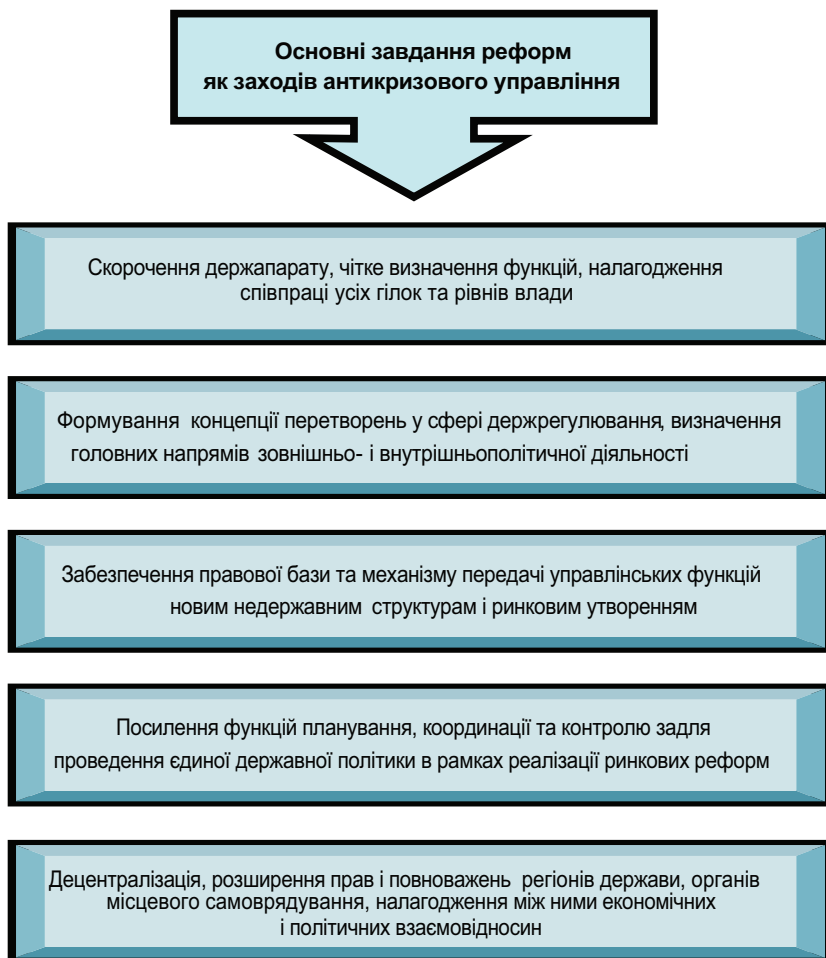 Основні завдання реформ
як заходів антикризового управління
Скорочення держапарату, чітке визначення функцій, налагодження
співпраці усіх гілок та рівнів влади
Формування концепції перетворень у сфері держрегулювання, визначення
головних напрямів зовнішньо- і внутрішньополітичної діяльності
Забезпечення правової бази та механізму передачі управлінських функцій
новим недержавним структурам і ринковим утворенням
Посилення функцій планування, координації та контролю задля
проведення єдиної державної політики в рамках реалізації ринкових реформ
Децентралізація, розширення прав і повноважень регіонів держави, органів
місцевого самоврядування, налагодження між ними економічних
і політичних взаємовідносин